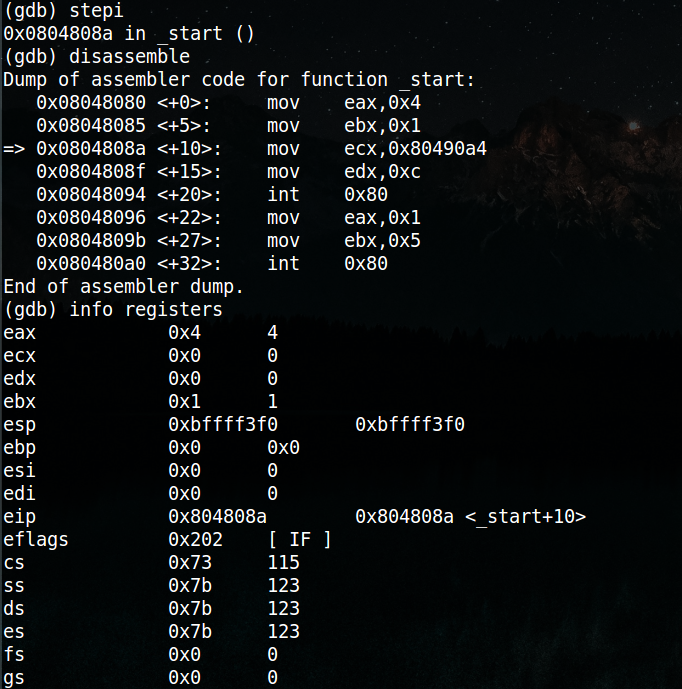 (gdb) stepi
0x0804808a in _start ()
(gdb) disassemble
Dump of assembler code for function _start:
   0x08048080 <+0>:     mov    eax,0x4
   0x08048085 <+5>:     mov    ebx,0x1
=> 0x0804808a <+10>:    mov    ecx,0x80490a4
   0x0804808f <+15>:    mov    edx,0xc
   0x08048094 <+20>:    int    0x80
   0x08048096 <+22>:    mov    eax,0x1
   0x0804809b <+27>:    mov    ebx,0x5
   0x080480a0 <+32>:    int    0x80
End of assembler dump.
(gdb) info registers
eax            0x4      4
ecx            0x0      0
edx            0x0      0
ebx            0x1      1
esp            0xbffff3f0       0xbffff3f0
ebp            0x0      0x0
esi            0x0      0
edi            0x0      0
eip            0x804808a        0x804808a <_start+10>
eflags         0x202    [ IF ]
cs             0x73     115
ss             0x7b     123
ds             0x7b     123
es             0x7b     123
fs             0x0      0
gs             0x0      0